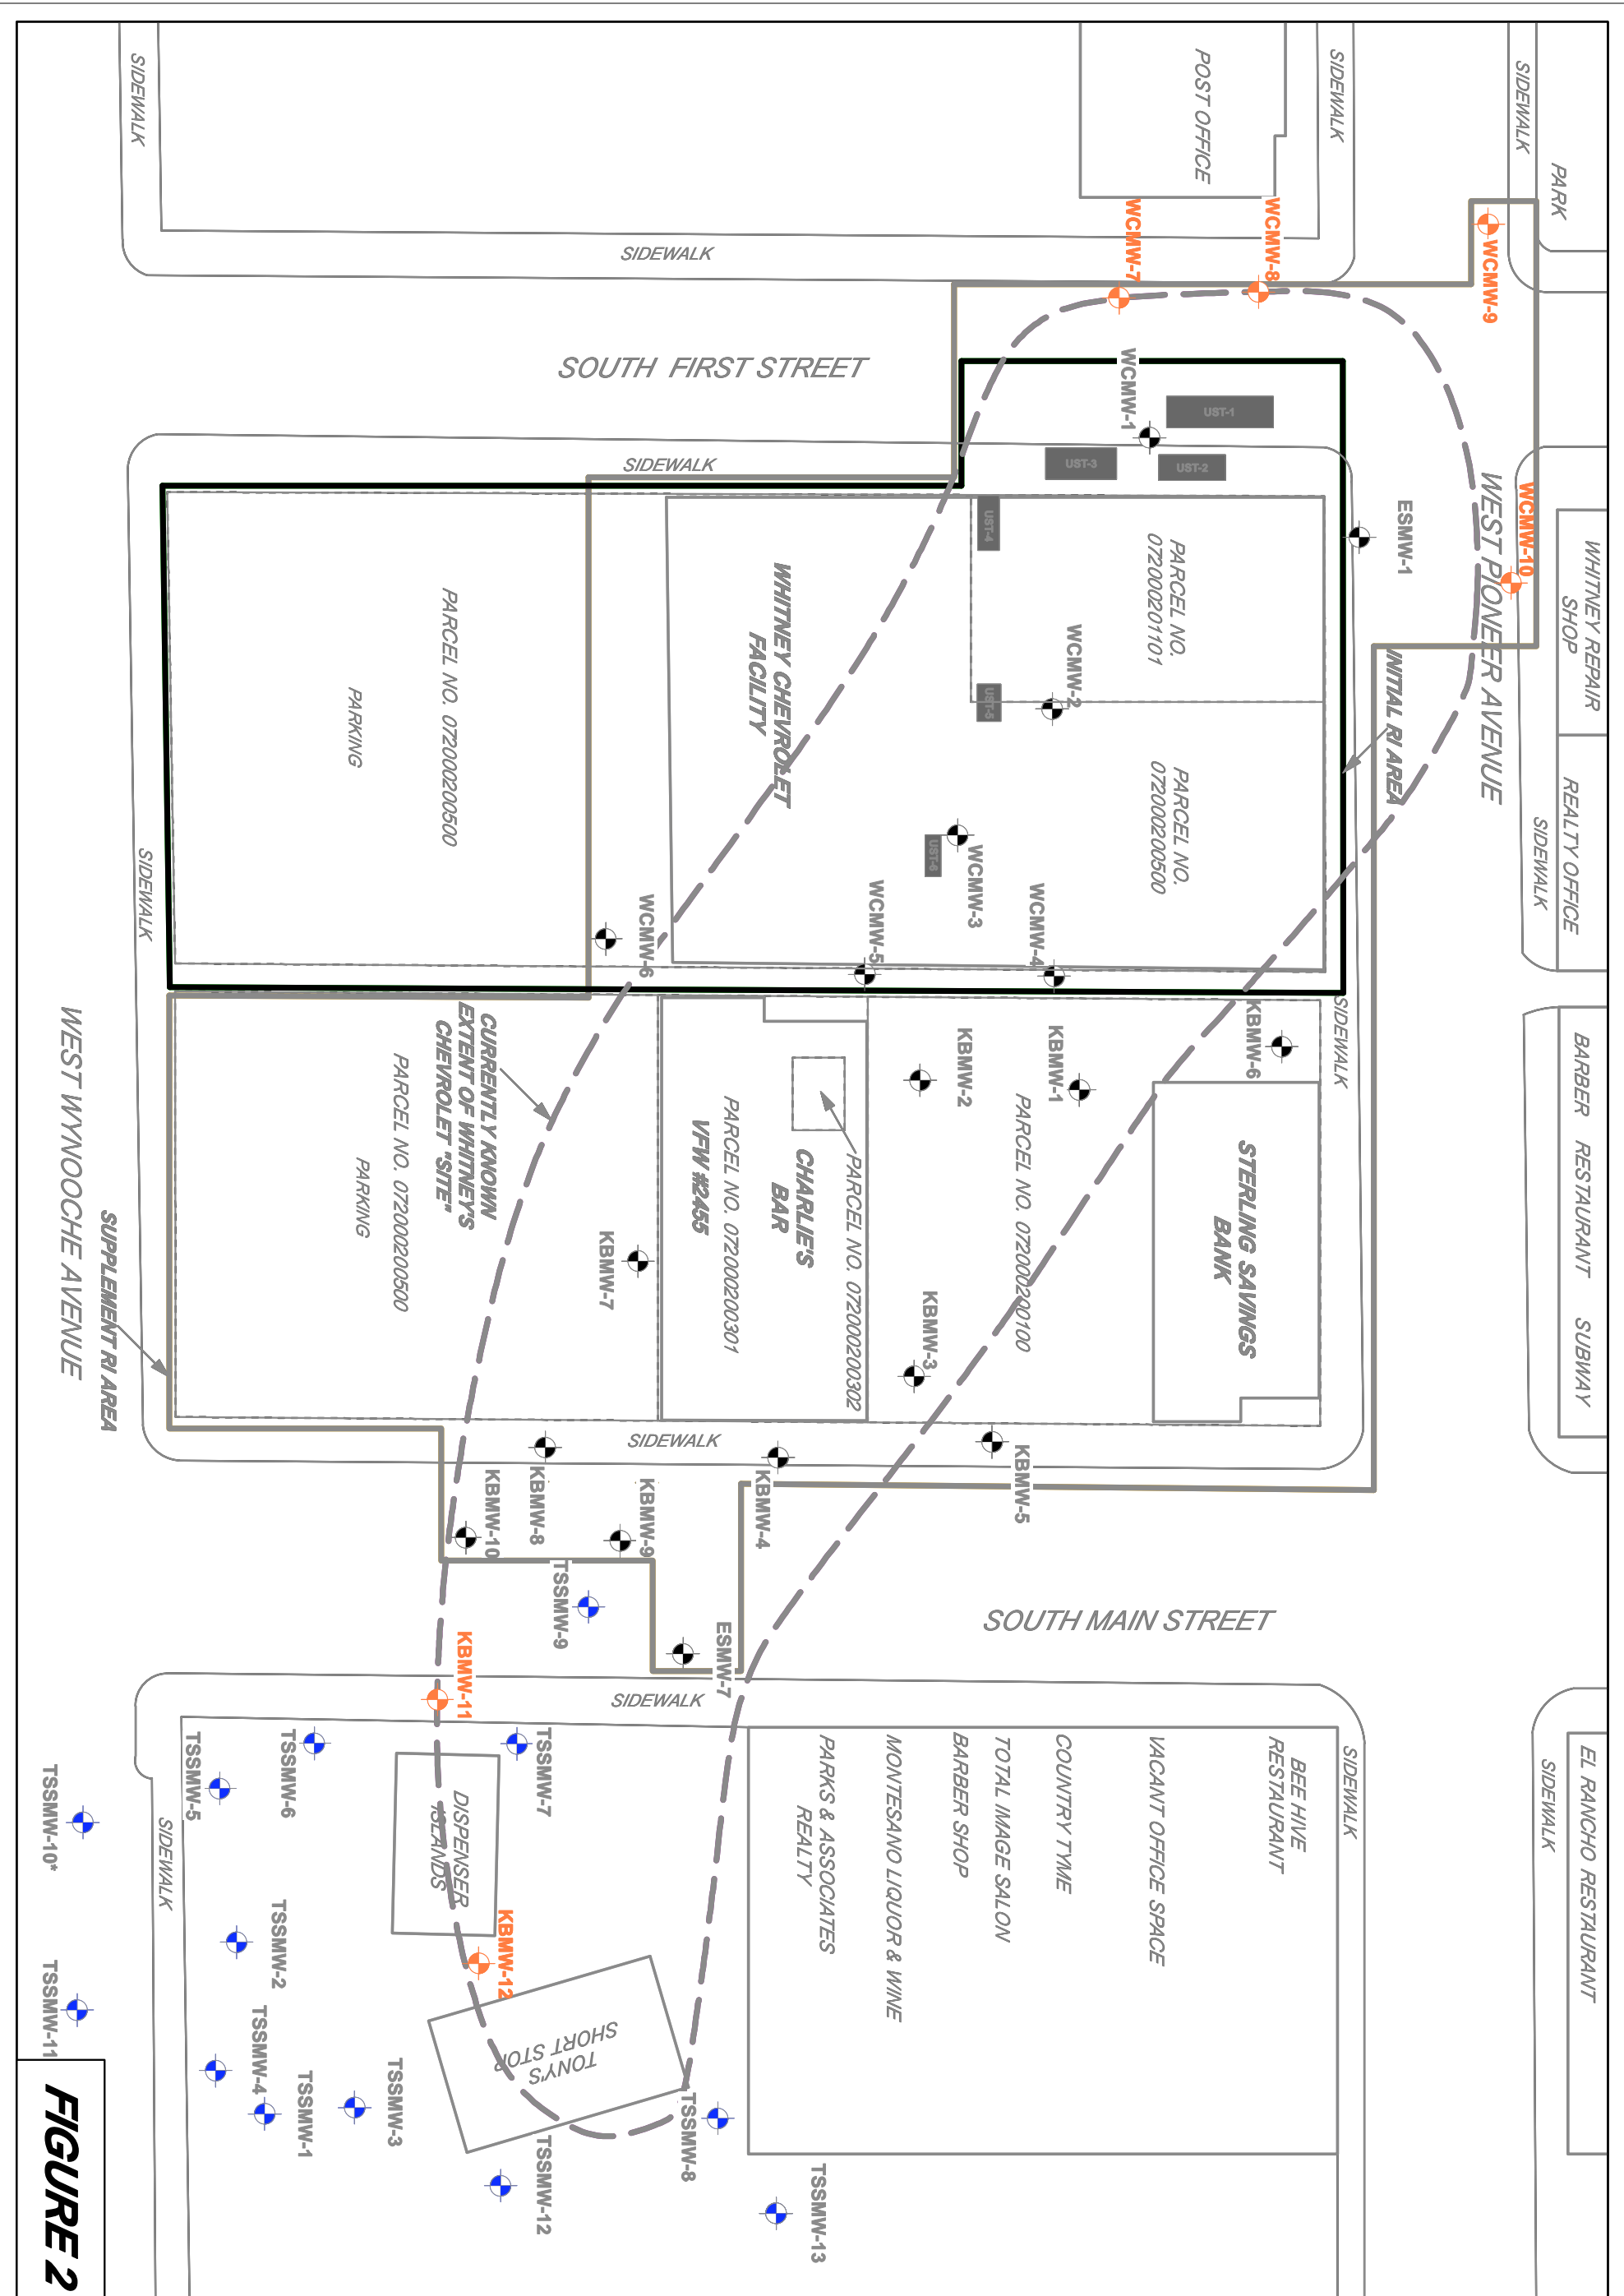 SIDEWALK
POST OFFICE
SIDEWALK
SIDEWALK
PARK
SIDEWALK
WCMW-7
WCMW-8
WCMW-9
SOUTH FIRST STREET
WCMW-1
UST-1
UST-3
UST-2
SIDEWALK
ESMW-1
WEST PIONEER AVENUE
WCMW-10
WHITNEY REPAIR
SHOP
UST-4
PARCEL NO.
072000201101
WHITNEY CHEVROLET
FACILITY
PARCEL NO. 072000200500
PARKING
WCMW-2
UST-5
INITIAL RI AREA
REALTY OFFICE
SIDEWALK
PARCEL NO.
072000200500
WCMW-3
UST-6
SIDEWALK
WCMW-6
WCMW-5
WCMW-4
KBMW-6
SIDEWALK
CURRENTLY KNOWN
EXTENT OF WHITNEY'S
CHEVROLET "SITE"
KBMW-2
KBMW-1
BARBER
RESTAURANT
SUBWAY
WEST WYNOOCHE AVENUE
SUPPLEMENT RI AREA
PARCEL NO. 072000200500
PARKING
KBMW-7
PARCEL NO. 072000200301
VFW #2455
CHARLIE'S
BAR
PARCEL NO. 072000200302
PARCEL NO. 072000200100
STERLING SAVINGS
BANK
KBMW-3
SIDEWALK
KBMW-10
KBMW-8
KBMW-9
KBMW-4
KBMW-5
TSSMW-9
ESMW-7
SOUTH MAIN STREET
KBMW-11
SIDEWALK
TSSMW-5
TSSMW-6
TSSMW-7
TSSMW-10*
SIDEWALK
DISPENSER
ISLANDS
PARKS & ASSOCIATES
REALTY
MONTESANO LIQUOR & WINE
BARBER SHOP
TOTAL IMAGE SALON
COUNTRY TYME
VACANT OFFICE SPACE
BEE HIVE
RESTAURANT
SIDEWALK
SIDEWALK
EL RANCHO RESTAURANT
TSSMW-2
KBMW-12
TSSMW-11
TSSMW-4
TSSMW-1
TSSMW-3
TONY'S
SHORT STOP
TSSMW-8
TSSMW-12
TSSMW-13
FIGURE 2